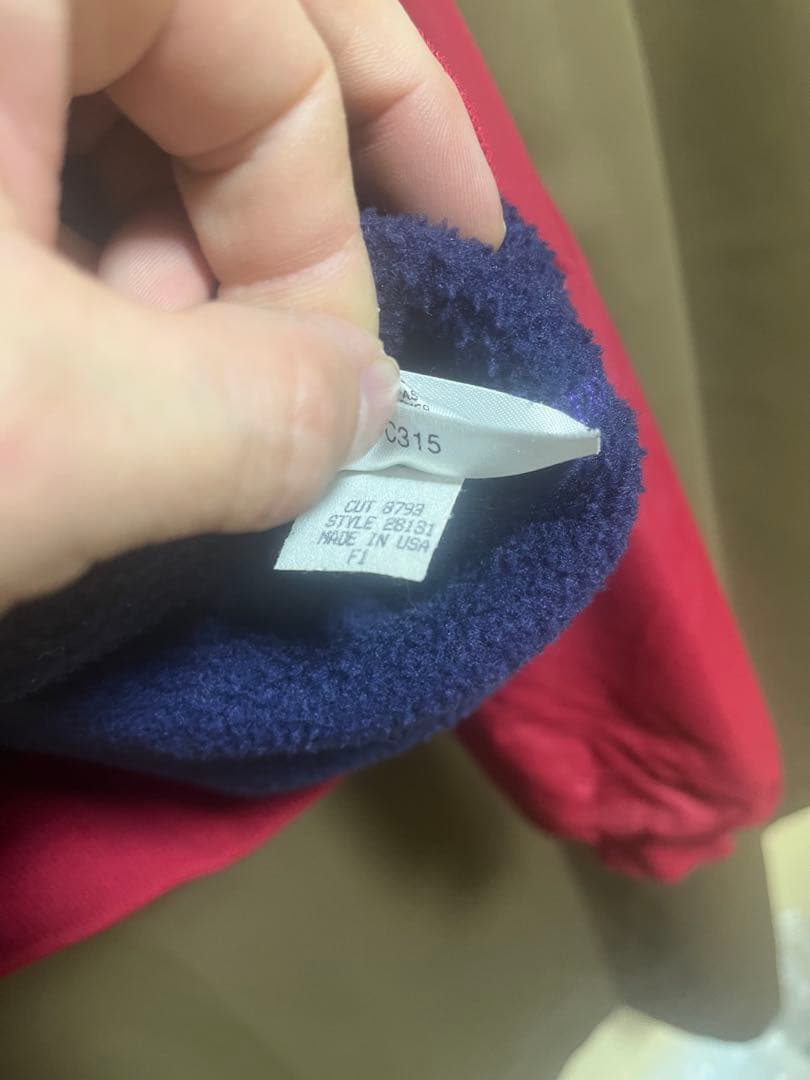 C315
CUT 8793
STYLE 28131
MADE IN USA
F1